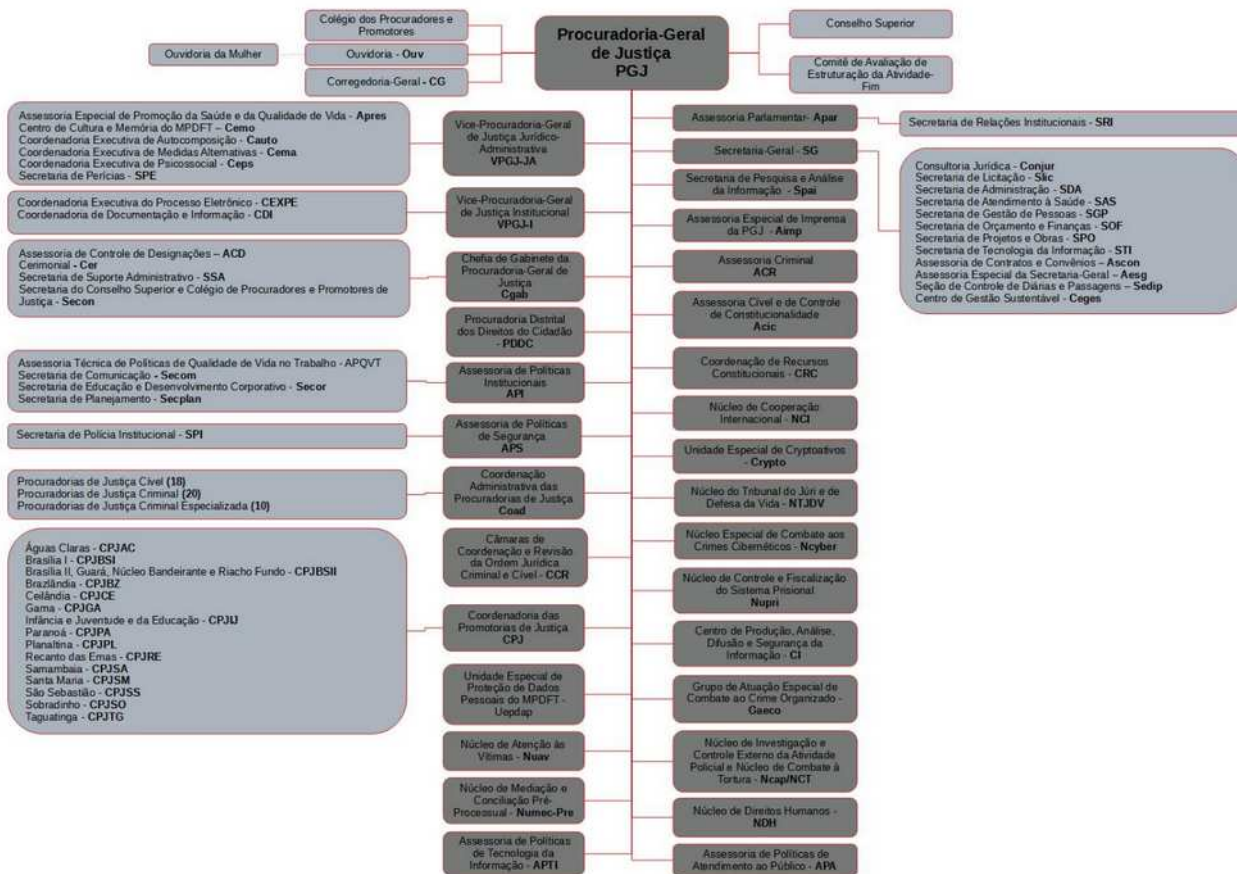 Colégio dos Procuradores e
Promotores
Ouvidoria da Mulher
Ouvidoria - Ouv
Corregedoria-Geral - CG
Procuradoria-Geral
de Justiça
PGJ
Conselho Superior
Comitê de Avaliação de
Estruturação da Atividade-
Fim
Assessoria Especial de Promoção da Saúde e da Qualidade de Vida - Apres
Centro de Cultura e Memória do MPDFT – Cemo
Coordenadoria Executiva de Autocomposição - Cauto
Coordenadoria Executiva de Medidas Alternativas - Cema
Coordenadoria Executiva de Psicossocial - Ceps
Secretaria de Perícias - SPE
Vice-Procuradoria-Geral
de Justiça Jurídico-
Administrativa
VPGJ-JA
Coordenadoria Executiva do Processo Eletrônico - CEXPE
Coordenadoria de Documentação e Informação - CDI
Vice-Procuradoria-Geral
de Justiça Institucional
VPGJ-I
Assessoria de Controle de Designações – ACD
Cerimonial - Cer
Secretaria de Suporte Administrativo - SSA
Secretaria do Conselho Superior e Colégio de Procuradores e Promotores de
Justiça - Secon
Chefia de Gabinete da
Procuradoria-Geral de
Justiça
Cgab
Procuradoria Distrital
dos Direitos do Cidadão
- PDDC
Assessoria Técnica de Políticas de Qualidade de Vida no Trabalho - APQVT
Secretaria de Comunicação - Secom
Secretaria de Educação e Desenvolvimento Corporativo - Secor
Secretaria de Planejamento - Secplan
Assessoria de Políticas
Institucionais
API
Secretaria de Polícia Institucional - SPI
Assessoria de Políticas
de Segurança
APS
Procuradorias de Justiça Cível (18)
Procuradorias de Justiça Criminal (20)
Procuradorias de Justiça Criminal Especializada (10)
Coordenação
Administrativa das
Procuradorias de Justiça
Coad
Câmaras de
Coordenação e Revisão
da Ordem Jurídica
Criminal e Cível - CCR
Águas Claras - CPJAC
Brasília I - CPJBSI
Brasília II, Guará, Núcleo Bandeirante e Riacho Fundo - CPJBSII
Brazlândia - CPJBZ
Ceilândia - CPJCE
Gama - CPJGA
Infância e Juventude e da Educação - CPJIJ
Paranoá - CPJPA
Planaltina - CPJPL
Recanto das Emas - CPJRE
Samambaia - CPJSA
Santa Maria - CPJSM
São Sebastião - CPJSS
Sobradinho - CPJSO
Taguatinga - CPJTG
Coordenadoria das
Promotorias de Justiça
CPJ
Unidade Especial de
Proteção de Dados
Pessoais do MPDFT -
Uepdap
Núcleo de Atenção às
Vítimas - Nuav
Núcleo de Mediação e
Conciliação Pré-
Processual - Numec-Pre
Assessoria de Políticas
de Tecnologia da
Informação - APTI
Assessoria Parlamentar- Apar
Secretaria de Relações Institucionais - SRI
Secretaria-Geral - SG
Consultoria Jurídica - Conjur
Secretaria de Licitação - Slic
Secretaria de Administração - SDA
Secretaria de Atendimento à Saúde - SAS
Secretaria de Gestão de Pessoas - SGP
Secretaria de Orçamento e Finanças - SOF
Secretaria de Projetos e Obras - SPO
Secretaria de Tecnologia da Informação - STI
Assessoria de Contratos e Convênios – Ascon
Assessoria Especial da Secretaria-Geral - Aesg
Seção de Controle de Diárias e Passagens – Sedip
Centro de Gestão Sustentável - Ceges
Secretaria de Pesquisa e Análise
da Informação - Spai
Assessoria Especial de Imprensa
da PGJ - Aimp
Assessoria Criminal
ACR
Assessoria Cível e de Controle
de Constitucionalidade
Acic
Coordenação de Recursos
Constitucionais - CRC
Núcleo de Cooperação
Internacional - NCI
Unidade Especial de Cryptoativos
- Crypto
Núcleo do Tribunal do Júri e de
Defesa da Vida - NTJDV
Núcleo Especial de Combate aos
Crimes Cibernéticos - Ncyber
Núcleo de Controle e Fiscalização
do Sistema Prisional
Nupri
Centro de Produção, Análise,
Difusão e Segurança da
Informação - CI
Grupo de Atuação Especial de
Combate ao Crime Organizado -
Gaeco
Núcleo de Investigação e
Controle Externo da Atividade
Policial e Núcleo de Combate à
Tortura - Ncap/NCT
Núcleo de Direitos Humanos -
NDH
Assessoria de Políticas de
Atendimento ao Público - APA